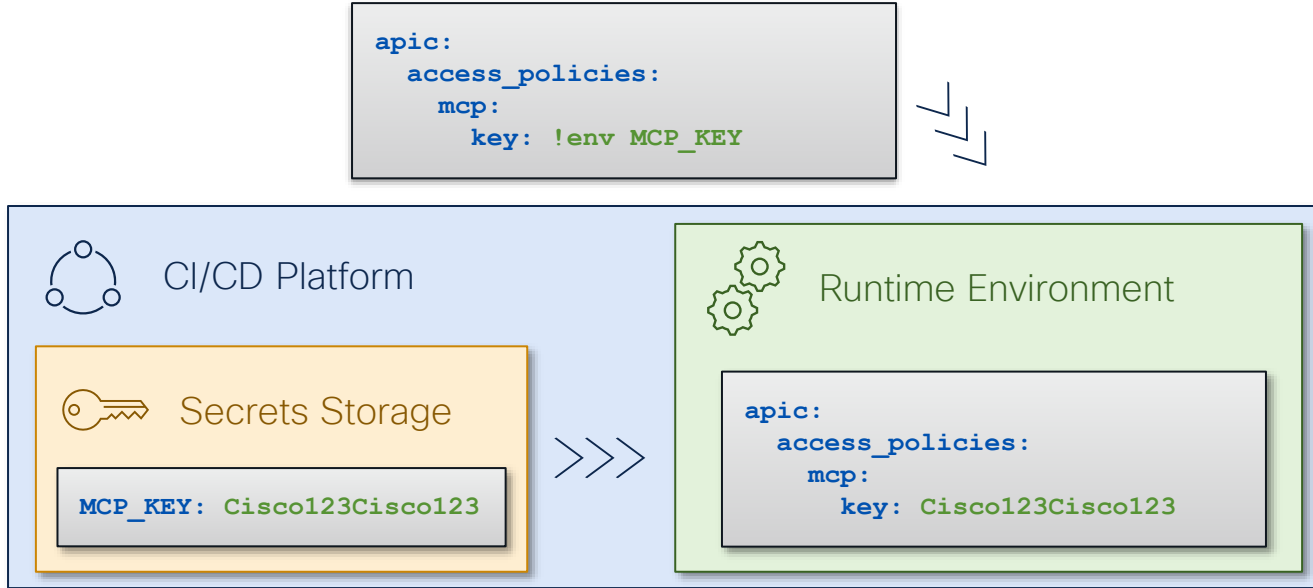 apic:
  access_policies:
    mcp:
      key: !env MCP_KEY
CI/CD Platform
Runtime Environment
Secrets Storage
MCP_KEY: Cisco123Cisco123
apic:
  access_policies:
    mcp:
      key: Cisco123Cisco123